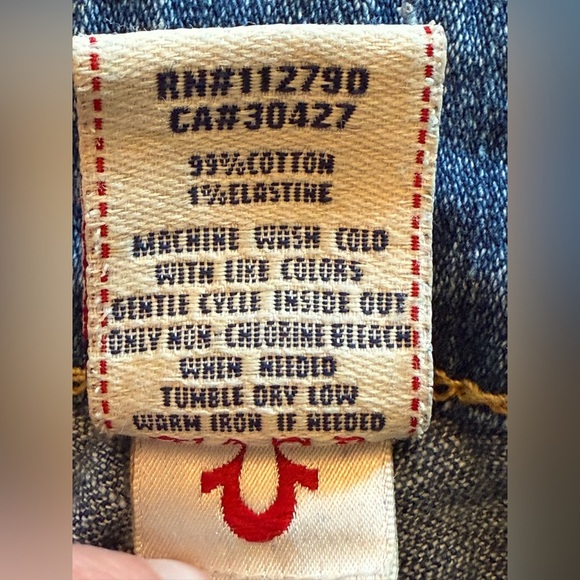 RN#112790
CA#30427
99%COTTON
1%ELASTINE
MACHINE WASH COLD
WITH LIKE COLORS
GENTLE CYCLE INSIDE OUT
ONLY NON CHLORINE BLEACH
WHEN NEEDED
TUMBLE DRY LOW
WARM IRON IF NEEDED